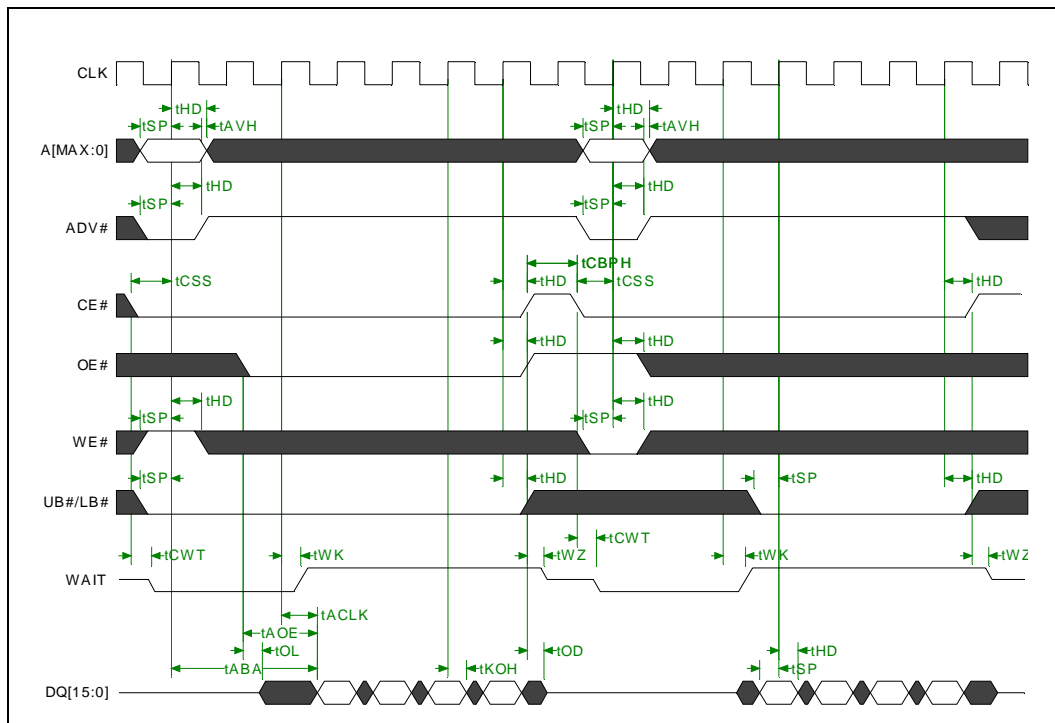 CLK
tHD tHD
tSP tAVH tSP tAVH
A[MAX:0]
tHD tHD
tSP tSP
ADV#
tCBPH
tCSS tHD tCSS tHD
CE#
tHD tHD
OE#
tHD tHD
tSP tSP
WE#
tSP tHD tSP tHD
UB#/LB#
tCWT tWK tWZ tCWT tWK tWZ
WAIT
tACLK
tAOE
tOL tOD tHD
tABA tKOH tSP
DQ[15:0]